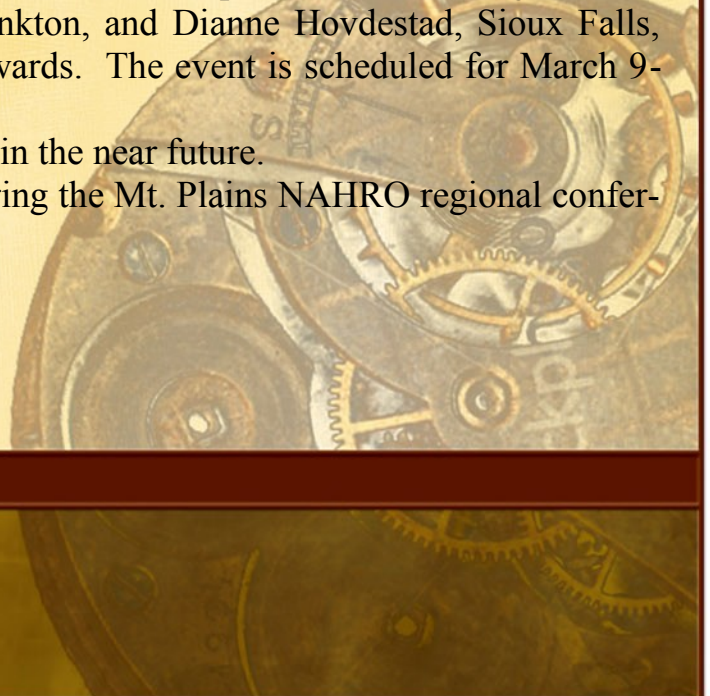 nkton, and Dianne Hovdestad, Sioux Falls,
wards.  The event is scheduled for March 9-
in the near future.
ring the Mt. Plains NAHRO regional confer-